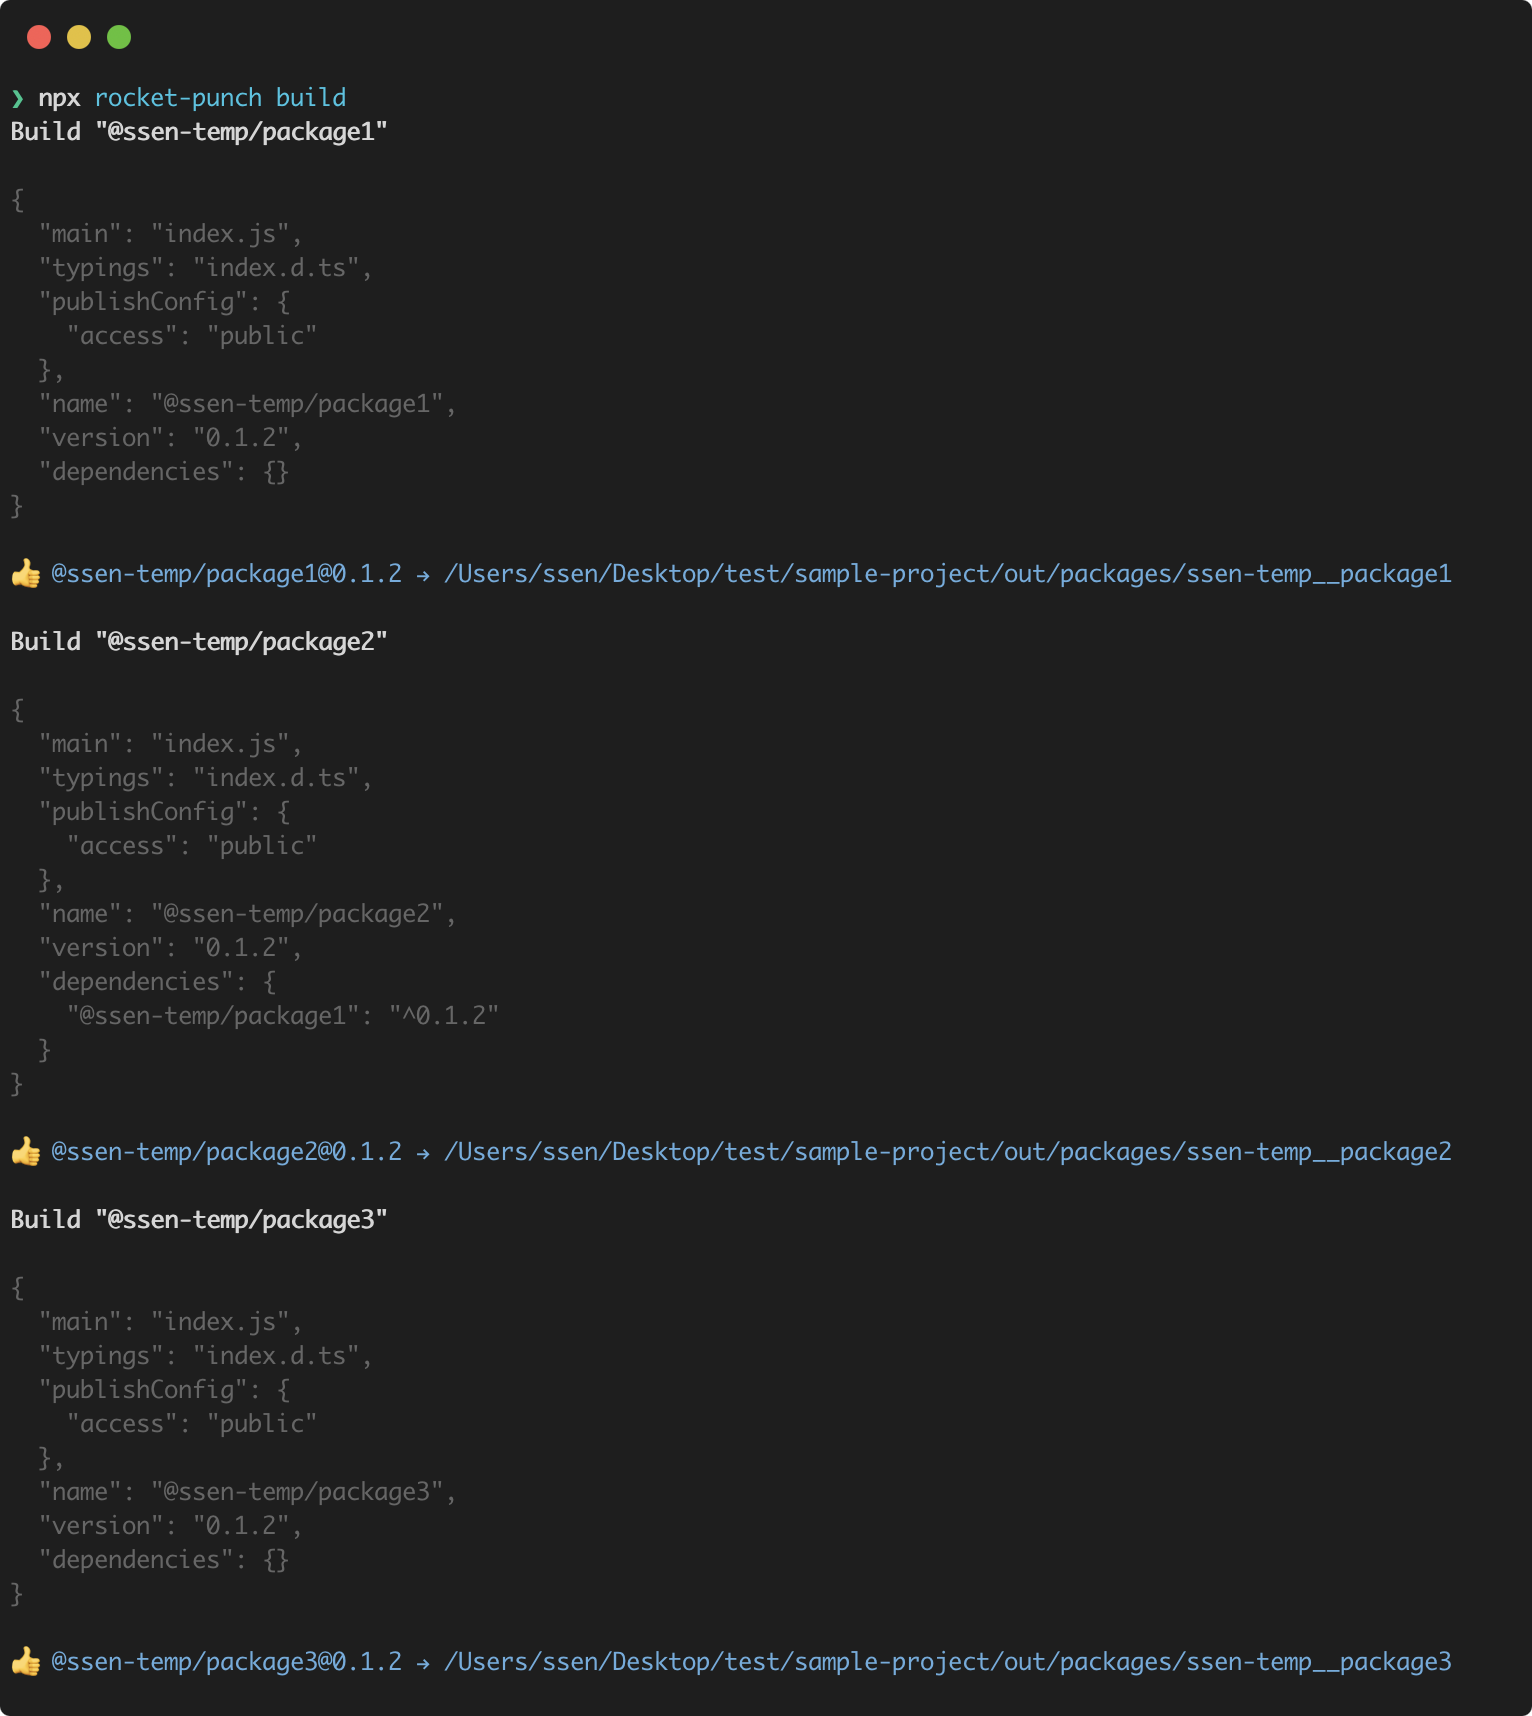 ❯ npx rocket-punch build
Build "@ssen-temp/package1"

{
  "main": "index.js",
  "typings": "index.d.ts",
  "publishConfig": {
    "access": "public"
  },
  "name": "@ssen-temp/package1",
  "version": "0.1.2",
  "dependencies": {}
}

👍 @ssen-temp/package1@0.1.2 → /Users/ssen/Desktop/test/sample-project/out/packages/ssen-temp__package1

Build "@ssen-temp/package2"

{
  "main": "index.js",
  "typings": "index.d.ts",
  "publishConfig": {
    "access": "public"
  },
  "name": "@ssen-temp/package2",
  "version": "0.1.2",
  "dependencies": {
    "@ssen-temp/package1": "^0.1.2"
  }
}

👍 @ssen-temp/package2@0.1.2 → /Users/ssen/Desktop/test/sample-project/out/packages/ssen-temp__package2

Build "@ssen-temp/package3"

{
  "main": "index.js",
  "typings": "index.d.ts",
  "publishConfig": {
    "access": "public"
  },
  "name": "@ssen-temp/package3",
  "version": "0.1.2",
  "dependencies": {}
}

👍 @ssen-temp/package3@0.1.2 → /Users/ssen/Desktop/test/sample-project/out/packages/ssen-temp__package3